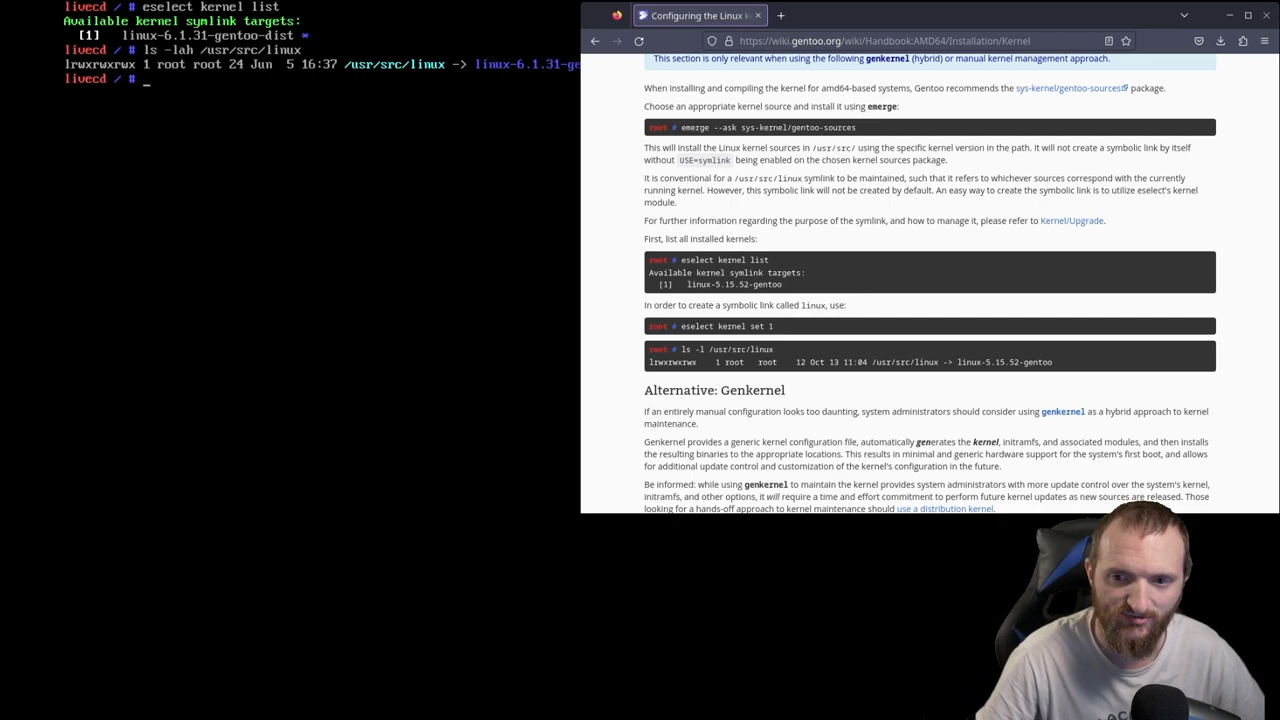 livecd / # eselect kernel list
Available kernel symlink targets:
[1] linux-6.1.31-gentoo-dist *
livecd / # ls -lah /usr/src/linux
lrwxrwxrwx 1 root root 24 Jun 5 16:37 /usr/src/linux -> linux-6.1.31-ge
livecd / # _
Configuring the Linux k
https://wiki.gentoo.org/wiki/Handbook:AMD64/Installation/Kernel
This section is only relevant when using the following genkernel (hybrid) or manual kernel management approach.
When installing and compiling the kernel for amd64-based systems, Gentoo recommends the sys-kernel/gentoo-sources package.
Choose an appropriate kernel source and install it using emerge:
root # emerge --ask sys-kernel/gentoo-sources
This will install the Linux kernel sources in /usr/src/ using the specific kernel version in the path. It will not create a symbolic link by itself
without USE=symlink being enabled on the chosen kernel sources package.
It is conventional for a /usr/src/linux symlink to be maintained, such that it refers to whichever sources correspond with the currently
running kernel. However, this symbolic link will not be created by default. An easy way to create the symbolic link is to utilize eselect's kernel
module.
For further information regarding the purpose of the symlink, and how to manage it, please refer to Kernel/Upgrade.
First, list all installed kernels:
root # eselect kernel list
Available kernel symlink targets:
[1] linux-5.15.52-gentoo
In order to create a symbolic link called linux, use:
root # eselect kernel set 1
root # ls -l /usr/src/linux
lrwxrwxrwx 1 root root 12 Oct 13 11:04 /usr/src/linux -> linux-5.15.52-gentoo
Alternative: Genkernel
If an entirely manual configuration looks too daunting, system administrators should consider using genkernel as a hybrid approach to kernel
maintenance.
Genkernel provides a generic kernel configuration file, automatically generates the kernel, initramfs, and associated modules, and then installs
the resulting binaries to the appropriate locations. This results in minimal and generic hardware support for the system's first boot, and allows
for additional update control and customization of the kernel's configuration in the future.
Be informed: while using genkernel to maintain the kernel provides system administrators with more update control over the system's kernel,
initramfs, and other options, it will require a time and effort commitment to perform future kernel updates as new sources are released. Those
looking for a hands-off approach to kernel maintenance should use a distribution kernel.